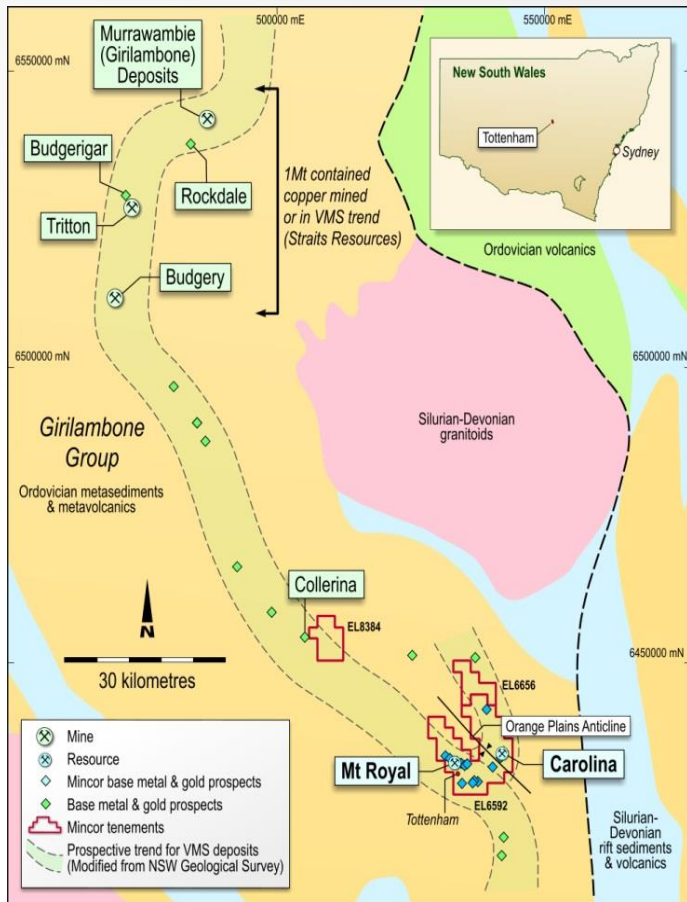 500000 mE
550000 mE
6550000 mN
Murrawambie
(Girilambone)
Deposits
New South Wales
Tottenham
Sydney
Budgerigar
Rockdale
Tritton
1Mt contained
copper mined
or in VMS trend
(Straits Resources)
Ordovician volcanics
Budgery
6500000 mN
6500000 mN
Silurian-Devonian
granitoids
Girilambone
Group
Ordovician metasediments
& metavolcanics
Collerina
EL8384
N
6450000 mN
30 kilometres
EL6656
Orange Plains Anticline
Mt Royal
Carolina
Tottenham
EL6592
Silurian-
Devonian
rift sediments
& volcanics
Mine
Resource
Mincor base metal & gold prospects
Base metal & gold prospects
Mincor tenements
Prospective trend for VMS deposits
(Modified from NSW Geological Survey)